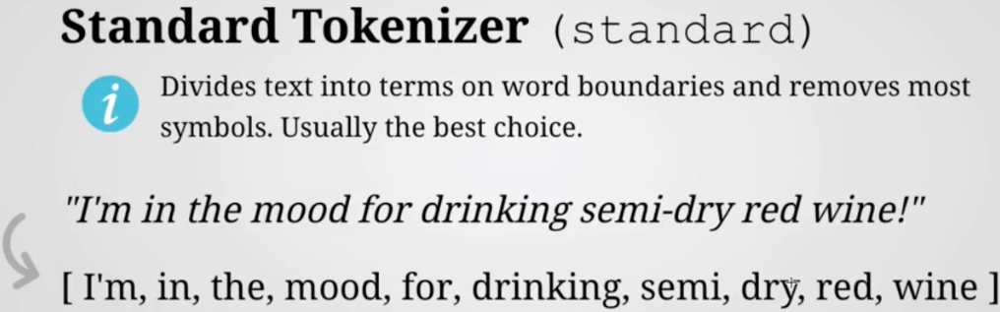 Standard Tokenizer (standard)
i
Divides text into terms on word boundaries and removes most
symbols. Usually the best choice.
"I'm in the mood for drinking semi-dry red wine!"
[ I'm, in, the, mood, for, drinking, semi, dry, red, wine ]